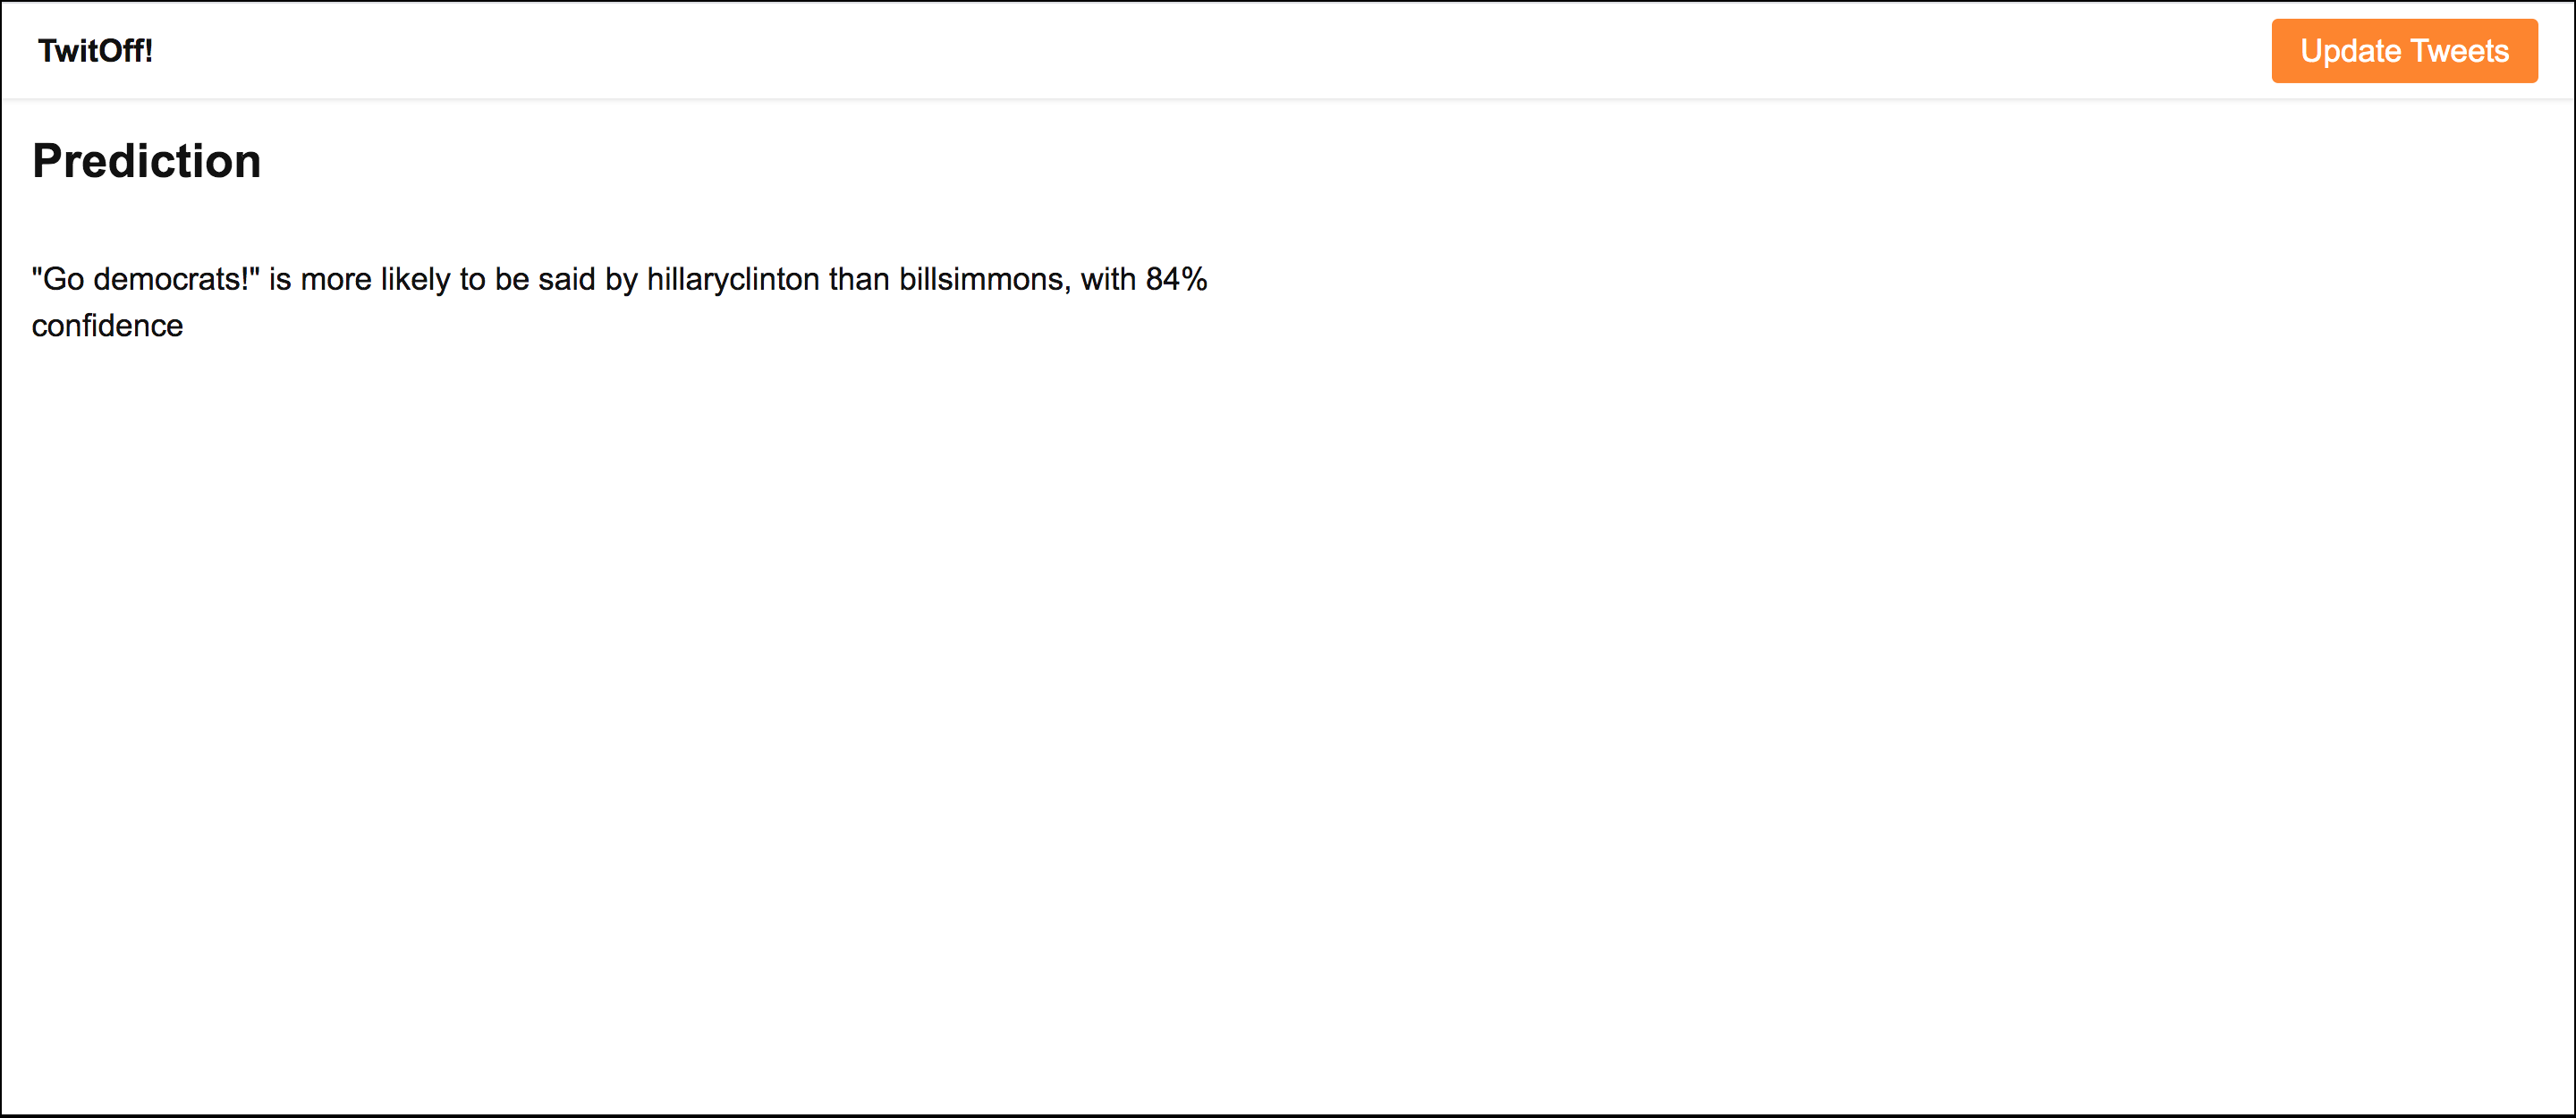 TwitOff!
Update Tweets
Prediction
"Go democrats!" is more likely to be said by hillaryclinton than billsimmons, with 84%
confidence